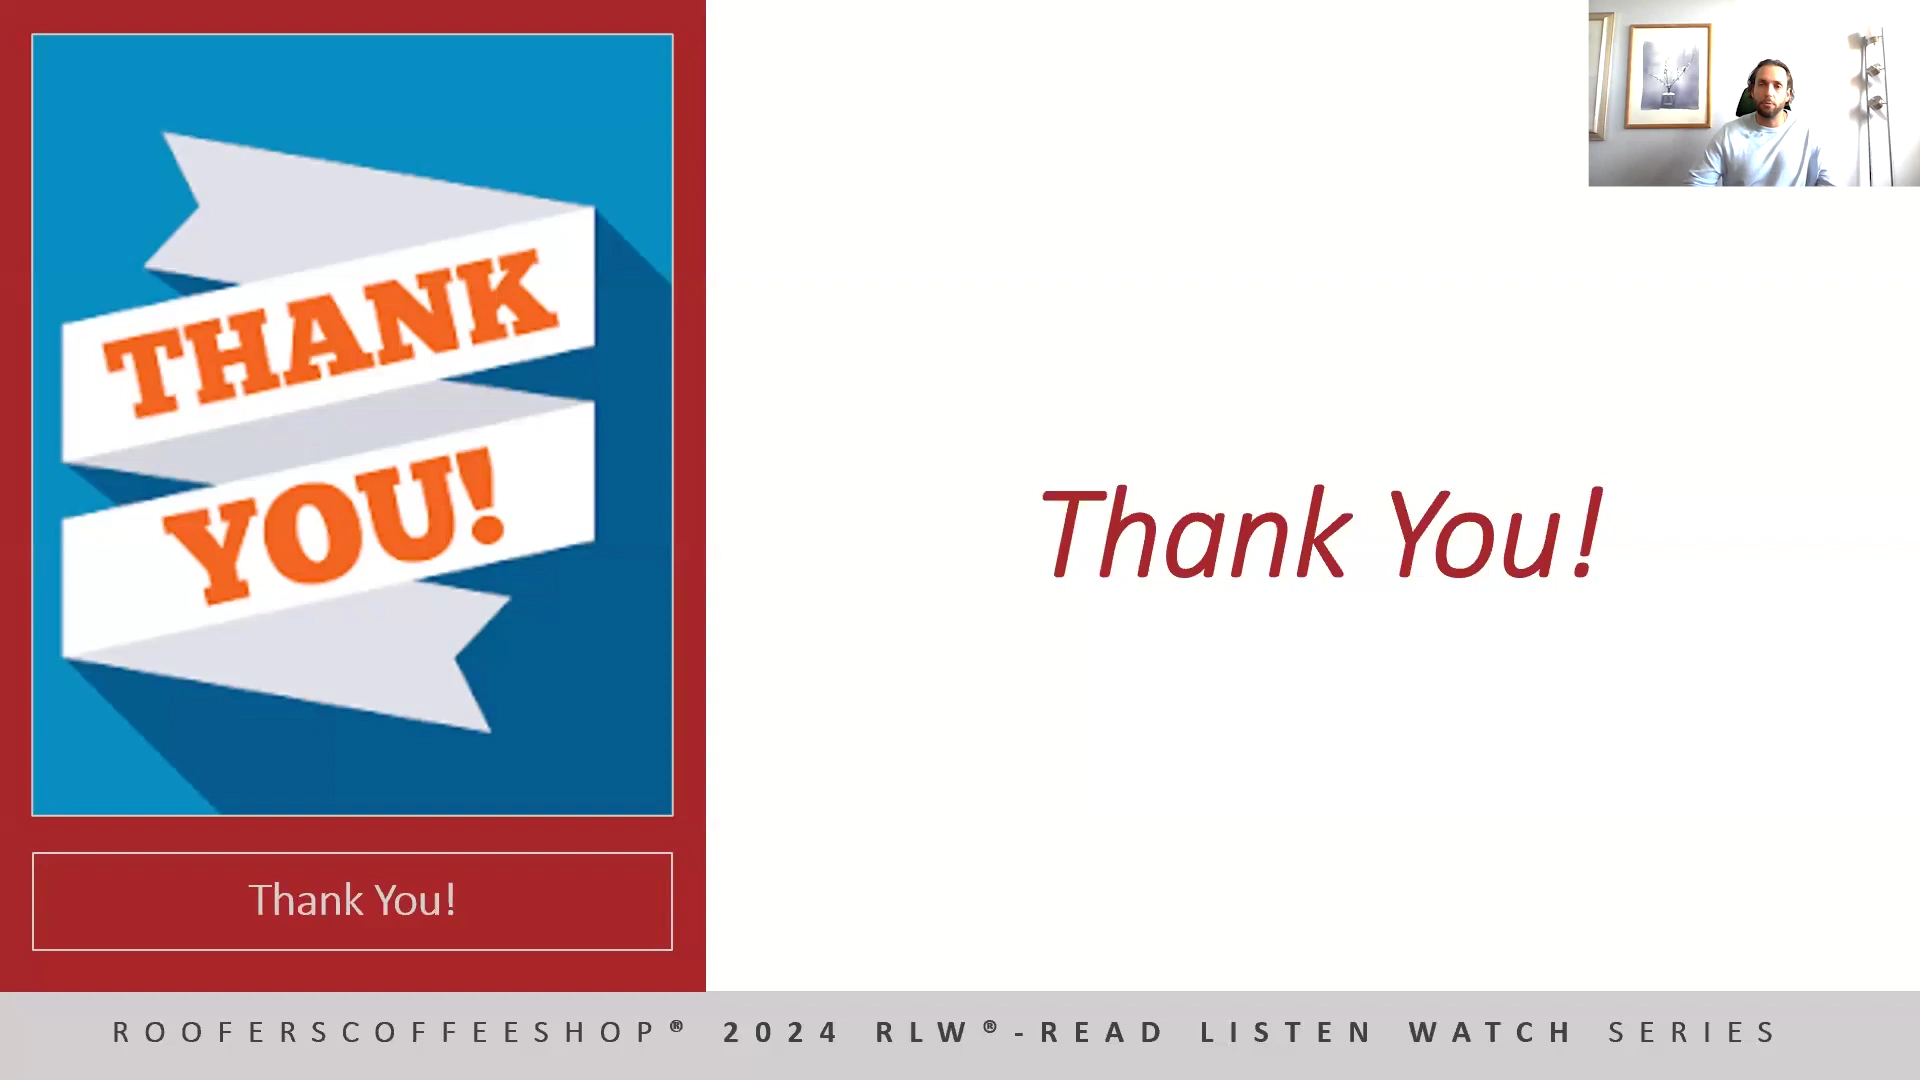 THANK
YOU!
Thank You!
Thank You!
ROOFERSCOFFEESHOP® 2024 RLW®-READ LISTEN WATCH SERIES